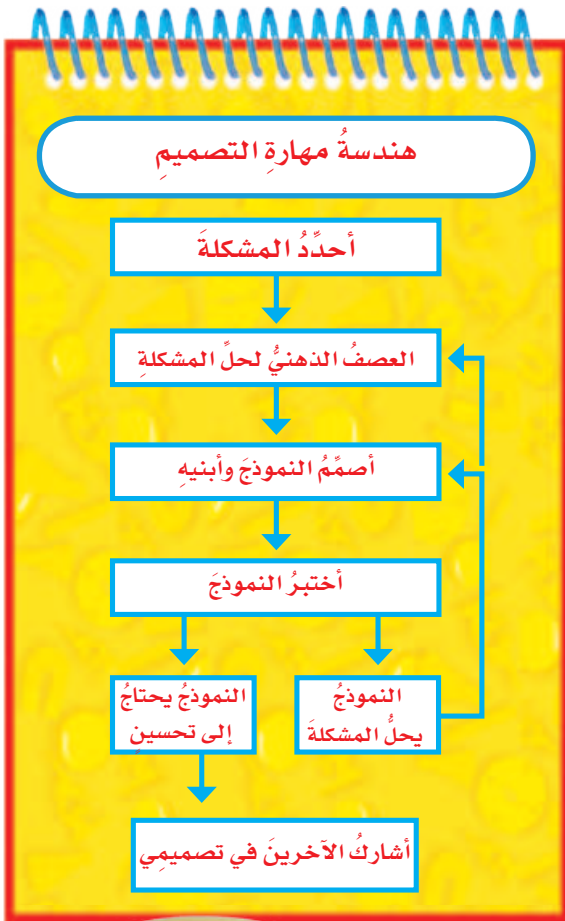 هندسةُ مهارةِ التصميمِ
أحدِّدُ المشكلةَ
العصفُ الذهنيُّ لحلِّ المشكلةِ
أصمِّمُ النموذجَ وأبنيهِ
أختبرُ النموذجَ
النموذجُ
يحلُّ المشكلةَ
النموذجُ يحتاجُ
إلى تحسينٍ
أشاركُ الآخرينَ في تصميمِي